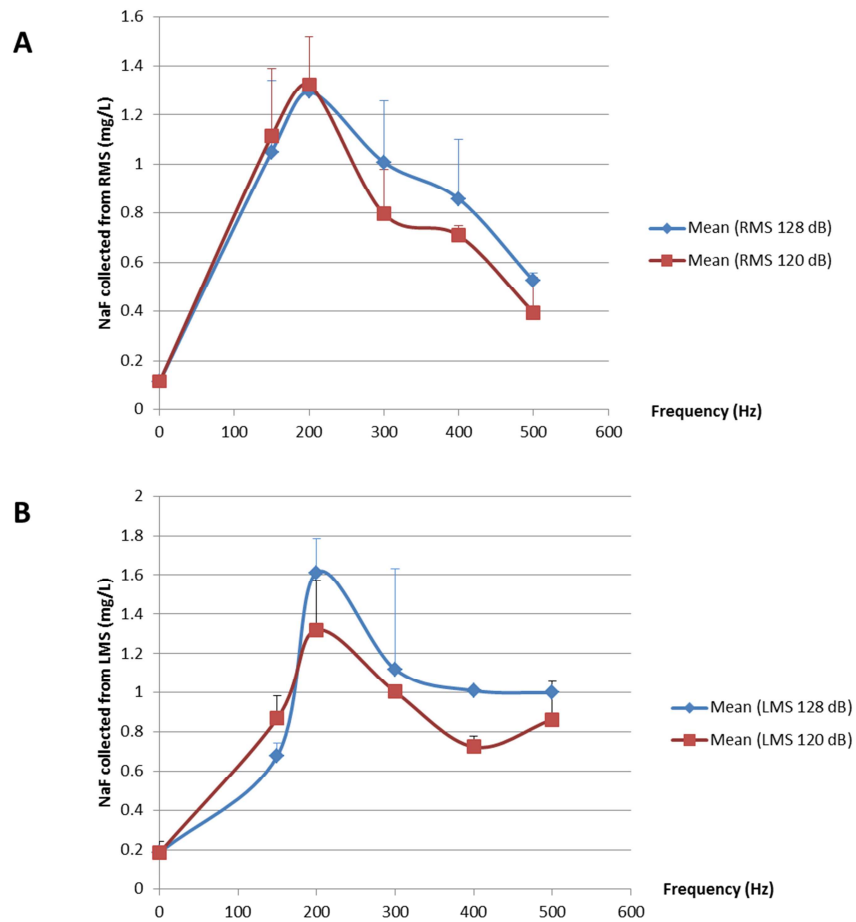 A
NaF collected from RMS (mg/L)
1.6
1.4
1.2
1
0.8
0.6
0.4
0.2
0
0 100 200 300 400 500 600
Frequency (Hz)
Mean (RMS 128 dB)
Mean (RMS 120 dB)
B
NaF collected from LMS (mg/L)
2
1.8
1.6
1.4
1.2
1
0.8
0.6
0.4
0.2
0
0 100 200 300 400 500 600
Frequency (Hz)
Mean (LMS 128 dB)
Mean (LMS 120 dB)